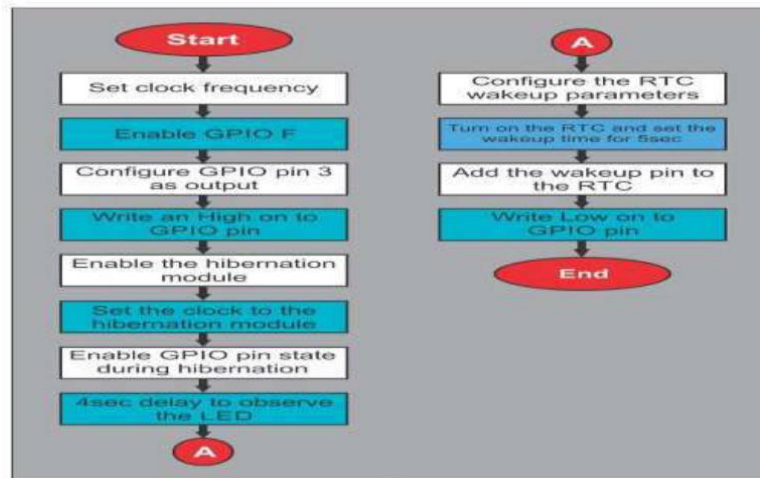 Start
Set clock frequency
Enable GPIO F
Configure GPIO pin 3
as output
Write an High on to
GPIO pin
Enable the hibernation
module
Set the clock to the
hibernation module
Enable GPIO pin state
during hibernation
4sec delay to observe
the LED
A
A
Configure the RTC
wakeup parameters
Turn on the RTC and set the
wakeup time for 5sec
Add the wakeup pin to
the RTC
Write Low on to
GPIO pin
End